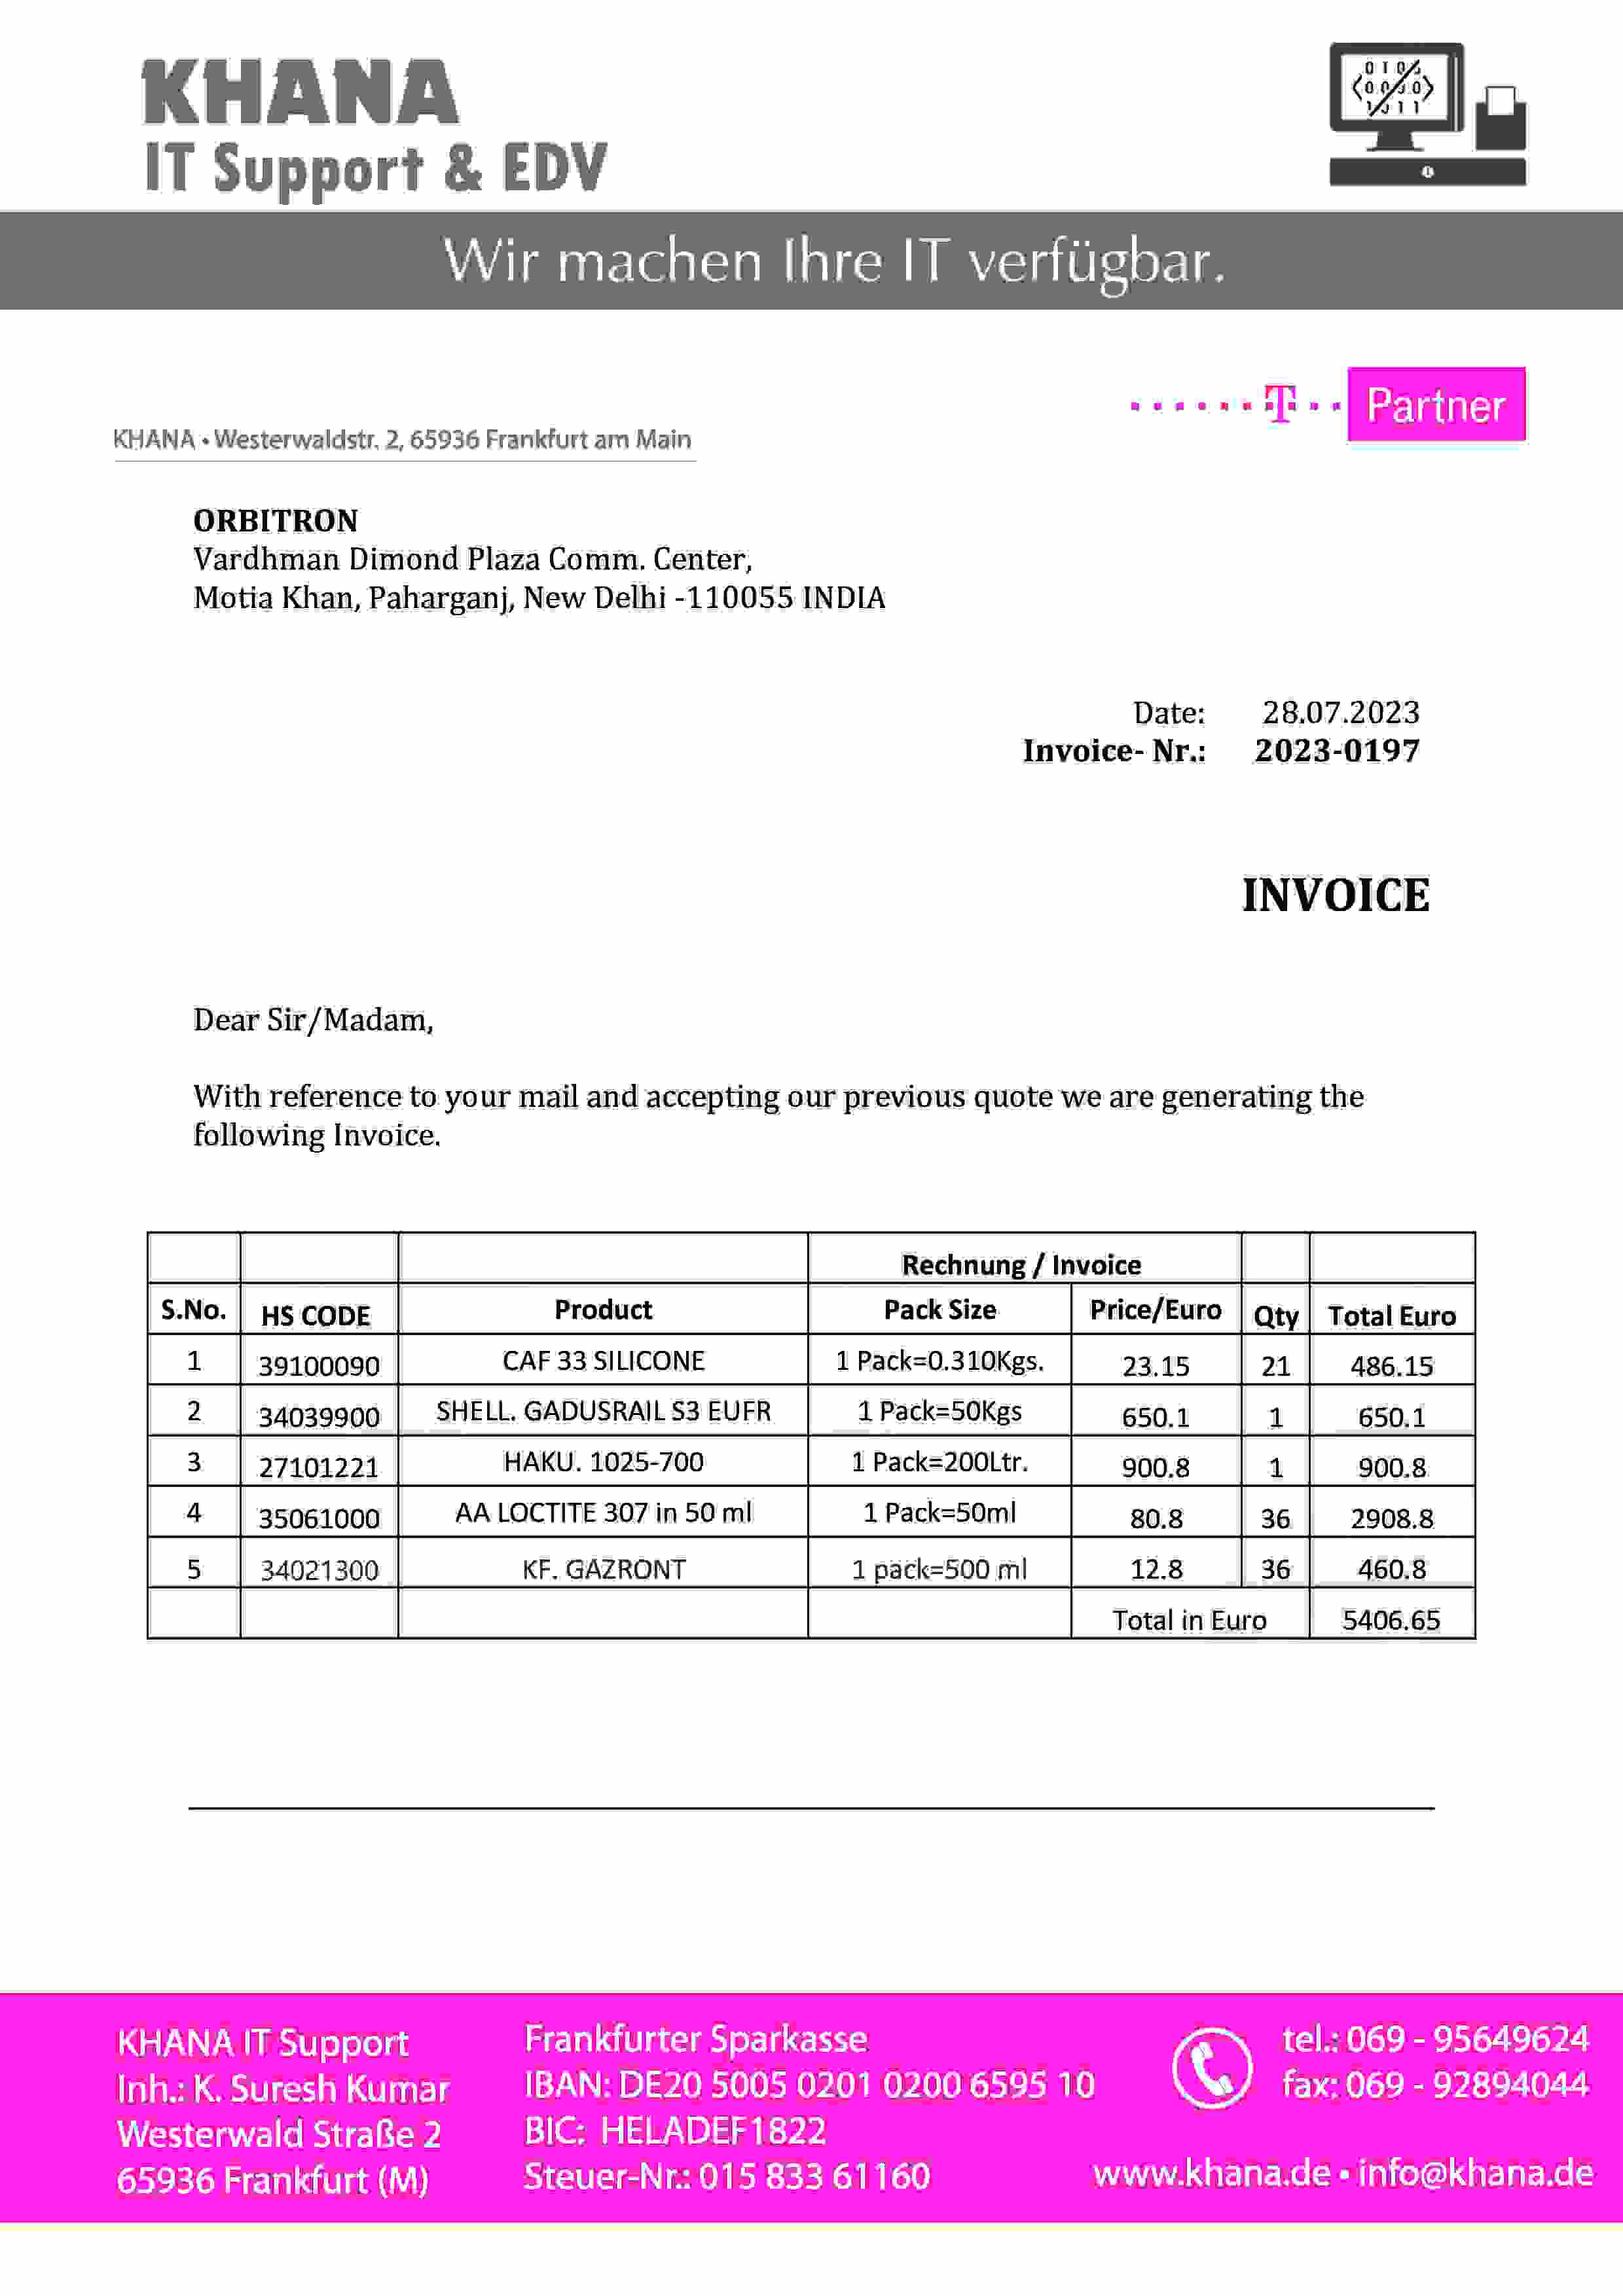 KHANA
IT Support & EDV
Wir machen Ihre IT verfügbar.
T Partner
KHANA • Westerwaldstr. 2, 65936 Frankfurt am Main
ORBITRON
Vardhman Dimond Plaza Comm. Center,
Motia Khan, Paharganj, New Delhi -110055 INDIA
Date: 28.07.2023
Invoice- Nr.: 2023-0197
INVOICE
Dear Sir/Madam,
With reference to your mail and accepting our previous quote we are generating the
following Invoice.
Rechnung / Invoice
S.No. HS CODE Product Pack Size Price/Euro Qty Total Euro
1 39100090 CAF 33 SILICONE 1 Pack=0.310Kgs. 23.15 21 486.15
2 34039900 SHELL. GADUSRAIL S3 EUFR 1 Pack=50Kgs 650.1 1 650.1
3 27101221 HAKU. 1025-700 1 Pack=200Ltr. 900.8 1 900.8
4 35061000 AA LOCTITE 307 in 50 ml 1 Pack=50ml 80.8 36 2908.8
5 34021300 KF. GAZRONT 1 pack=500 ml 12.8 36 460.8
Total in Euro 5406.65
KHANA IT Support
Inh.: K. Suresh Kumar
Westerwald Straße 2
65936 Frankfurt (M)
Frankfurter Sparkasse
IBAN: DE20 5005 0201 0200 6595 10
BIC: HELADEF1822
Steuer-Nr.: 015 833 61160
tel.: 069 - 95649624
fax: 069 - 92894044
www.khana.de • info@khana.de